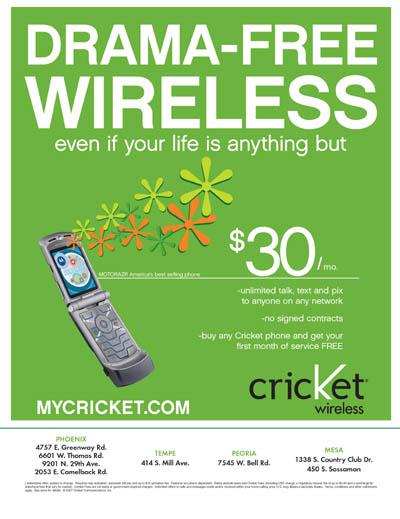 DRAMA-FREE
WIRELESS
even if your life is anything but
MOTORAZR America's best selling phone
$30/mo.
-unlimited talk, text and pix
to anyone on any network
-no signed contracts
-buy any Cricket phone and get your
first month of service FREE
cricket®
wireless
MYCRICKET.COM
PHOENIX
4757 E. Greenway Rd.
6601 W. Thomas Rd.
9201 N. 29th Ave.
2053 E. Camelback Rd.
TEMPE
414 S. Mill Ave.
PEORIA
7545 W. Bell Rd.
MESA
1338 S. Country Club Dr.
450 S. Sossaman